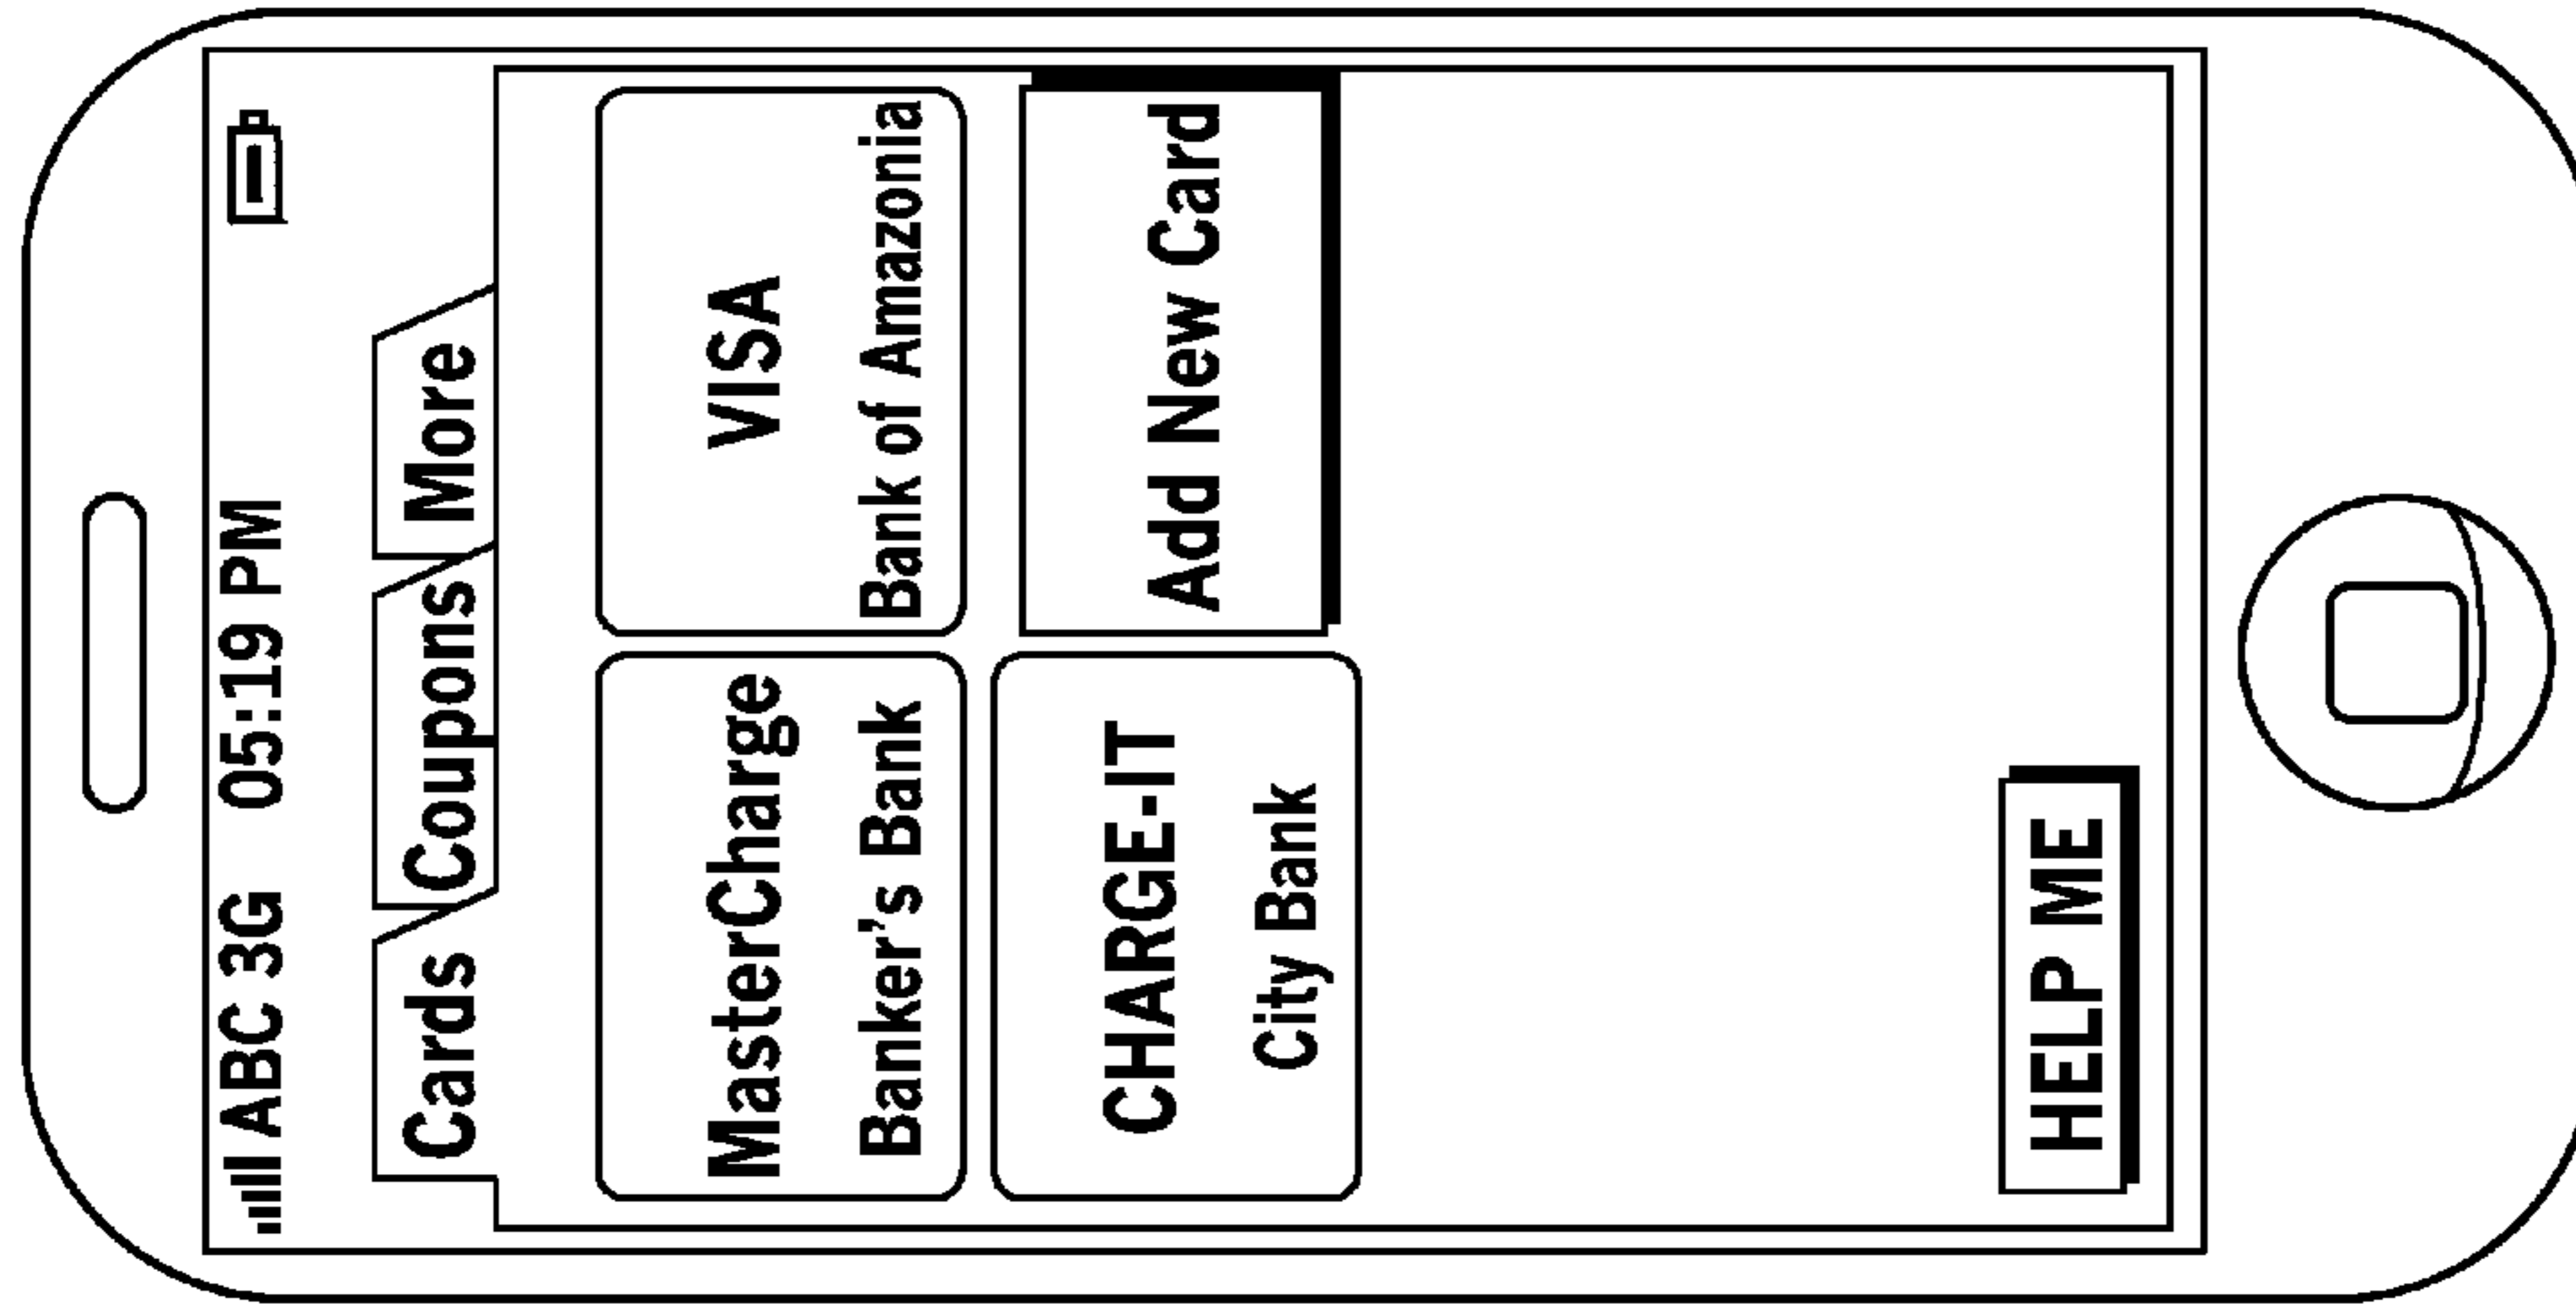 ABC 3G 05:19 PM
Cards Coupons More
MasterCharge
Banker's Bank
VISA
Bank of Amazonia
CHARGE-IT
City Bank
Add New Card
HELP ME